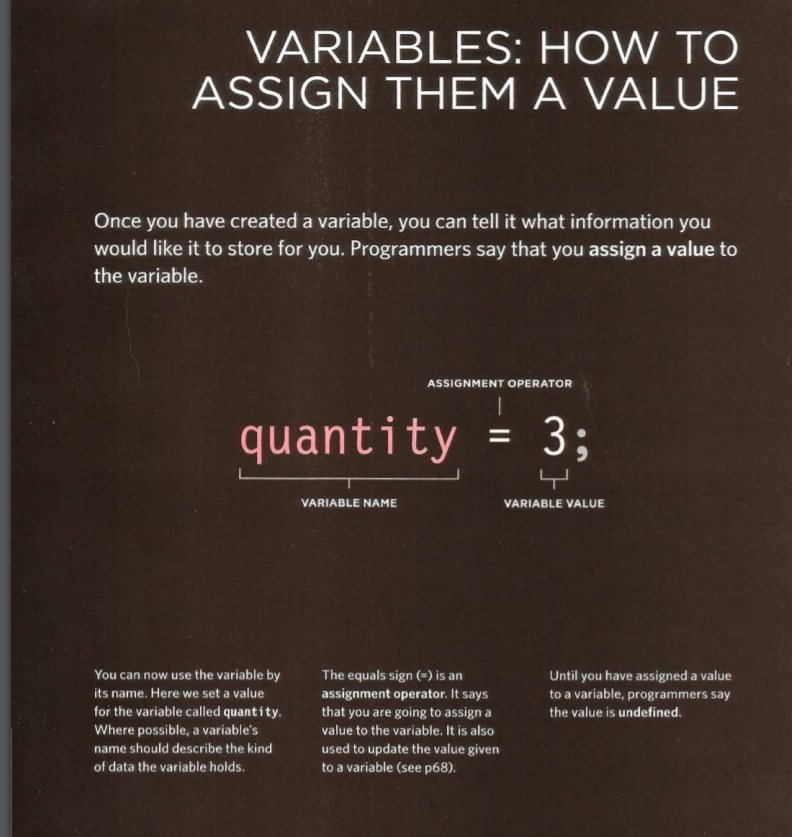 VARIABLES: HOW TO
ASSIGN THEM A VALUE
Once you have created a variable, you can tell it what information you
would like it to store for you. Programmers say that you assign a value to
the variable.
ASSIGNMENT OPERATOR
quantity = 3;
VARIABLE NAME
VARIABLE VALUE
You can now use the variable by
its name. Here we set a value
for the variable called quantity.
Where possible, a variable's
name should describe the kind
of data the variable holds.
The equals sign (=) is an
assignment operator. It says
that you are going to assign a
value to the variable. It is also
used to update the value given
to a variable (see p68).
Until you have assigned a value
to a variable, programmers say
the value is undefined.